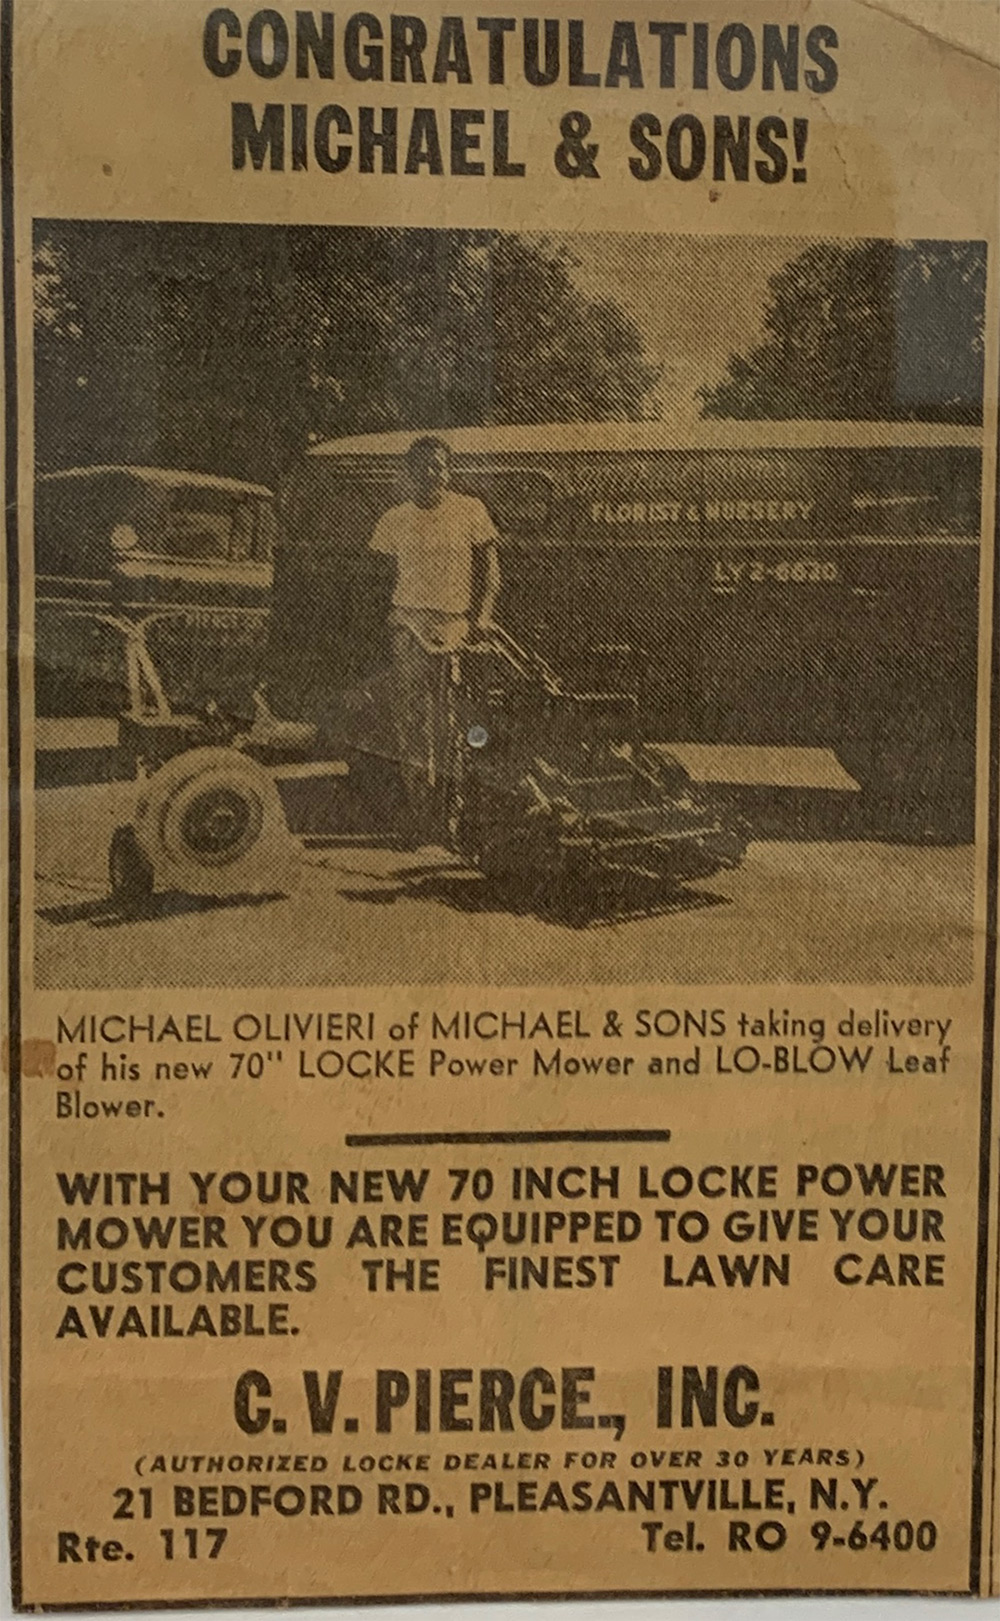 CONGRATULATIONS
MICHAEL & SONS!
FLORIST & NURSERY
LY 2-6620
MICHAEL OLIVIERI of MICHAEL & SONS taking delivery
of his new 70" LOCKE Power Mower and LO-BLOW Leaf
Blower.
WITH YOUR NEW 70 INCH LOCKE POWER
MOWER YOU ARE EQUIPPED TO GIVE YOUR
CUSTOMERS THE FINEST LAWN CARE
AVAILABLE.
C. V. PIERCE., INC.
(AUTHORIZED LOCKE DEALER FOR OVER 30 YEARS)
21 BEDFORD RD., PLEASANTVILLE, N.Y.
Rte. 117 Tel. RO 9-6400